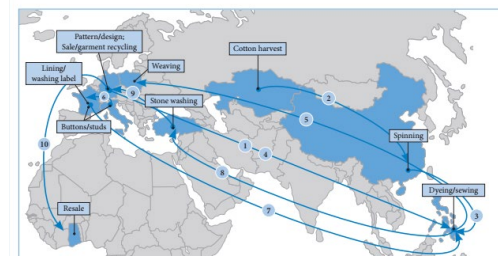 Pattern/design;
Sale/garment recycling
Lining/
washing label
Weaving
Cotton harvest
Stone washing
Buttons/studs
Spinning
Dyeing/sewing
Resale
9
6
2
5
10
1
4
8
7
3